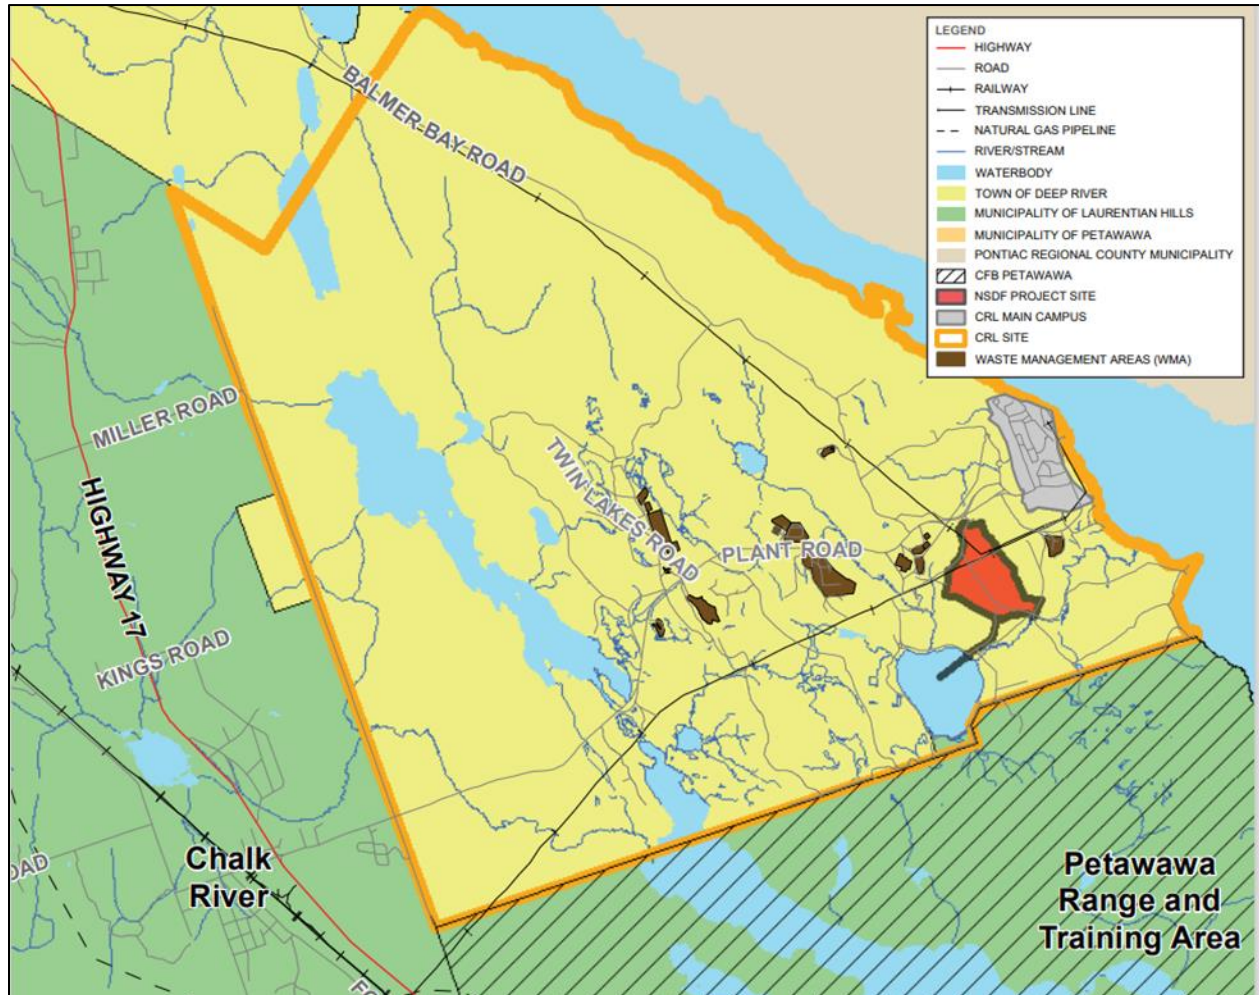 LEGEND
HIGHWAY
ROAD
RAILWAY
TRANSMISSION LINE
NATURAL GAS PIPELINE
RIVER/STREAM
WATERBODY
TOWN OF DEEP RIVER
MUNICIPALITY OF LAURENTIAN HILLS
MUNICIPALITY OF PETAWAWA
PONTIAC REGIONAL COUNTY MUNICIPALITY
CFB PETAWAWA
NSDF PROJECT SITE
CRL MAIN CAMPUS
CRL SITE
WASTE MANAGEMENT AREAS (WMA)
BALMER BAY ROAD
MILLER ROAD
HIGHWAY 17
TWIN LAKES ROAD
PLANT ROAD
KINGS ROAD
Chalk
River
Petawawa
Range and
Training Area